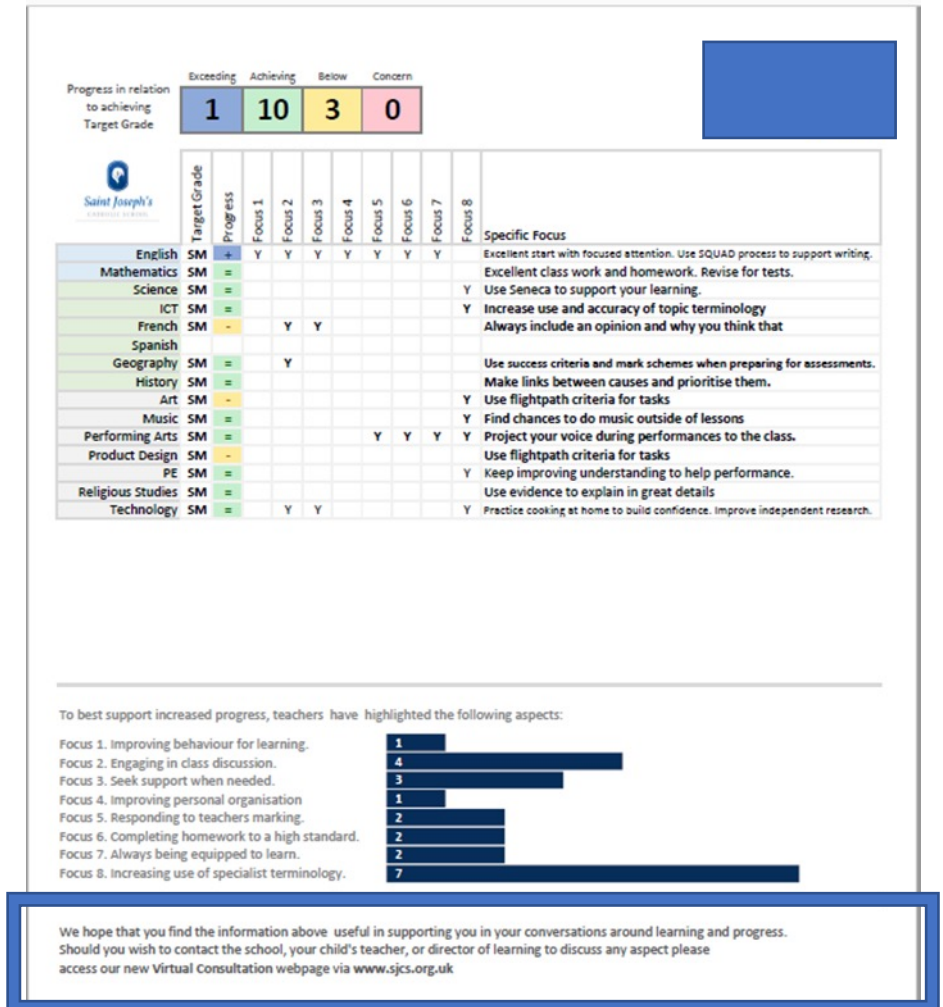 Exceeding Achieving Below Concern
Progress in relation
to achieving
Target Grade
1 10 3 0
Saint Joseph's
CATHOLIC SCHOOL
Target Grade Progress Focus 1 Focus 2 Focus 3 Focus 4 Focus 5 Focus 6 Focus 7 Focus 8 Specific Focus
English SM + Y Y Y Y Y Y Y Excellent start with focused attention. Use SQUAD process to support writing.
Mathematics SM = Excellent class work and homework. Revise for tests.
Science SM = Y Use Seneca to support your learning.
ICT SM = Y Increase use and accuracy of topic terminology
French SM - Y Y Always include an opinion and why you think that
Spanish
Geography SM = Y Use success criteria and mark schemes when preparing for assessments.
History SM = Make links between causes and prioritise them.
Art SM - Y Use flightpath criteria for tasks
Music SM = Y Find chances to do music outside of lessons
Performing Arts SM = Y Y Y Y Project your voice during performances to the class.
Product Design SM - Use flightpath criteria for tasks
PE SM = Y Keep improving understanding to help performance.
Religious Studies SM = Use evidence to explain in great details
Technology SM = Y Y Y Practice cooking at home to build confidence. Improve independent research.
To best support increased progress, teachers have highlighted the following aspects:
Focus 1. Improving behaviour for learning. 1
Focus 2. Engaging in class discussion. 4
Focus 3. Seek support when needed. 3
Focus 4. Improving personal organisation 1
Focus 5. Responding to teachers marking. 2
Focus 6. Completing homework to a high standard. 2
Focus 7. Always being equipped to learn. 2
Focus 8. Increasing use of specialist terminology. 7
We hope that you find the information above useful in supporting you in your conversations around learning and progress.
Should you wish to contact the school, your child's teacher, or director of learning to discuss any aspect please
access our new Virtual Consultation webpage via www.sjcs.org.uk